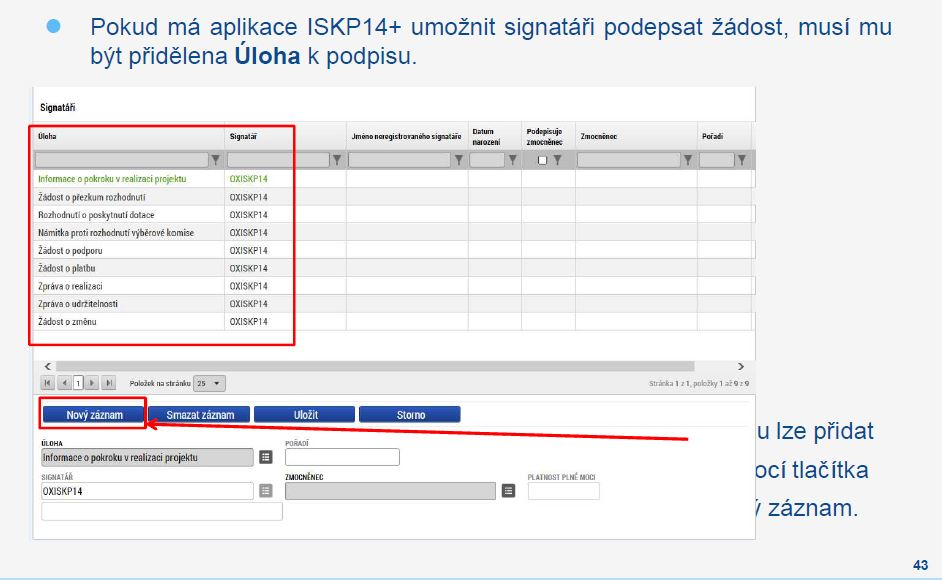 Pokud má aplikace ISKP14+ umožnit signatáři podepsat žádost, musí mu
být přidělena Úloha k podpisu.
Signatáři
Úloha Signatář Jméno neregistrovaného signatáře Datum narození Podepisuje zmocněnec Zmocněnec Pořadí
Informace o pokroku v realizaci projektu OXISKP14
Žádost o přezkum rozhodnutí OXISKP14
Rozhodnutí o poskytnutí dotace OXISKP14
Námitka proti rozhodnutí výběrové komise OXISKP14
Žádost o podporu OXISKP14
Žádost o platbu OXISKP14
Zpráva o realizaci OXISKP14
Zpráva o udržitelnosti OXISKP14
Žádost o změnu OXISKP14
1 Položek na stránku 25 Stránka 1 z 1, položky 1 až 9 z 9
Nový záznam Smazat záznam Uložit Storno
u lze přidat
ÚLOHA POŘADÍ
Informace o pokroku v realizaci projektu
ocí tlačítka
SIGNATÁŘ ZMOCNĚNEC PLATNOST PLNÉ MOCI
OXISKP14
ý záznam.
43